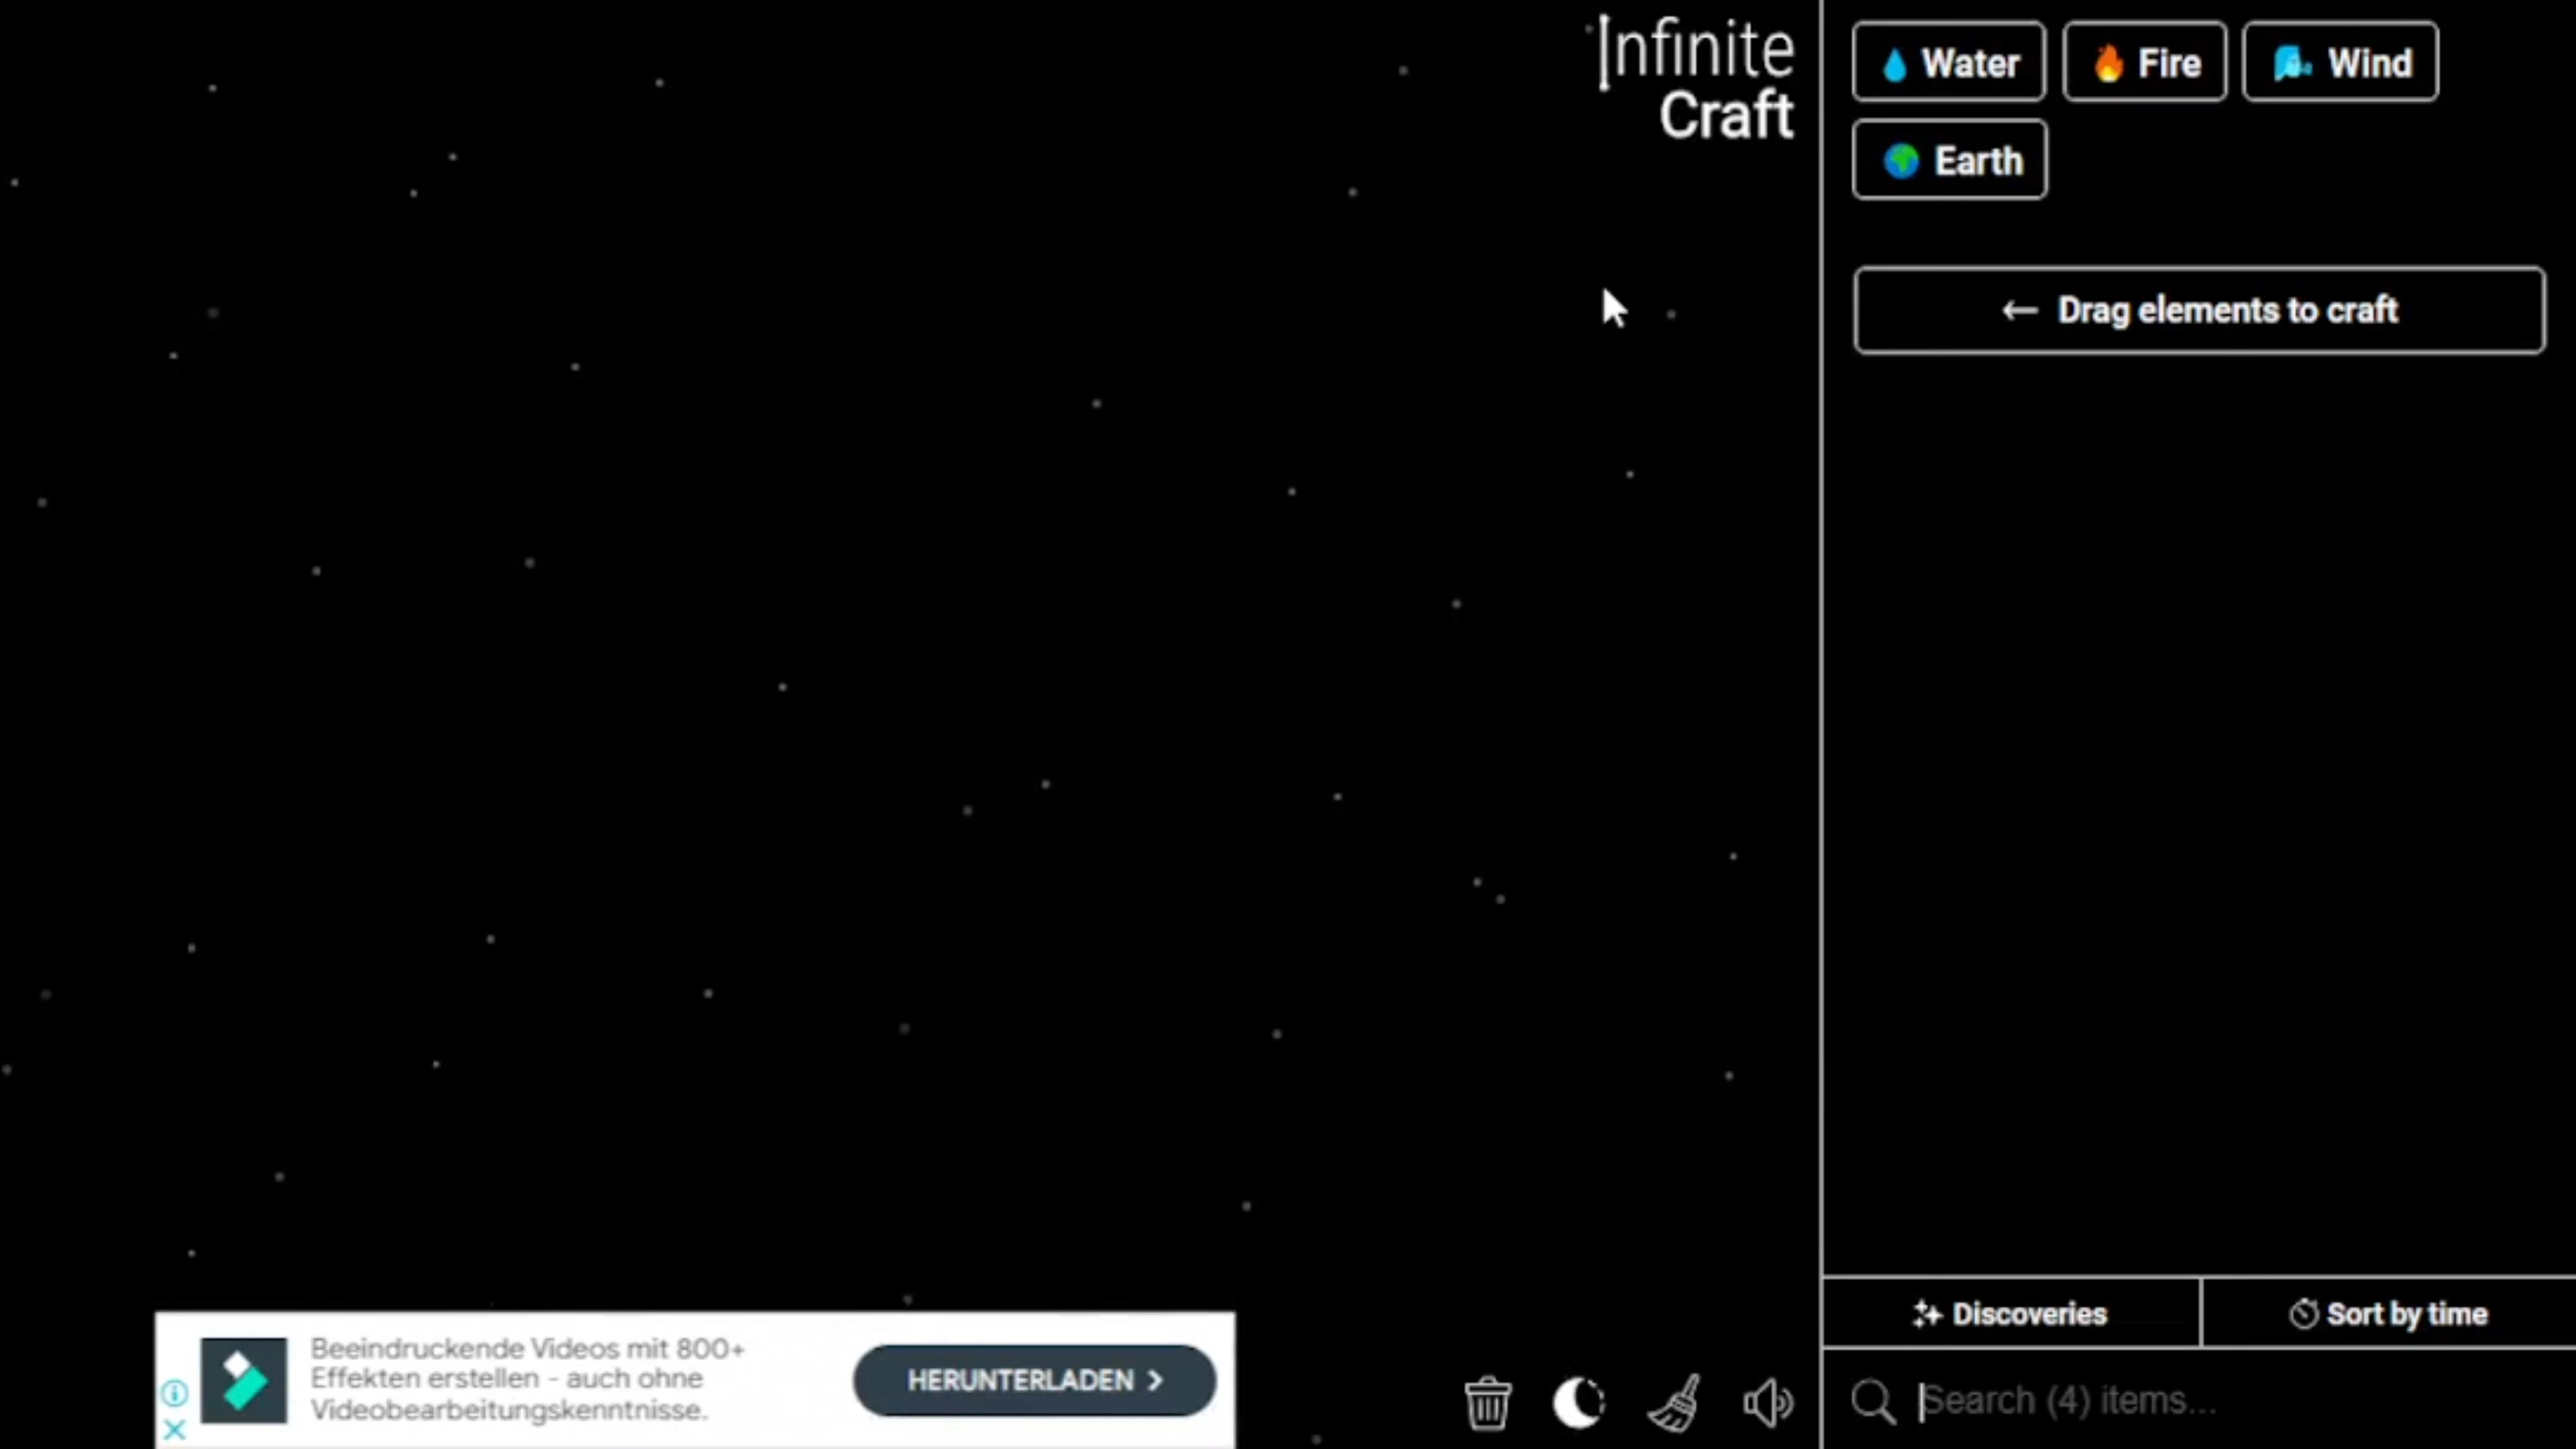 Infinite
Craft
Water
Fire
Wind
Earth
← Drag elements to craft
Discoveries
Sort by time
Search (4) items...
Beeindruckende Videos mit 800+
Effekten erstellen - auch ohne
Videobearbeitungskenntnisse.
HERUNTERLADEN >